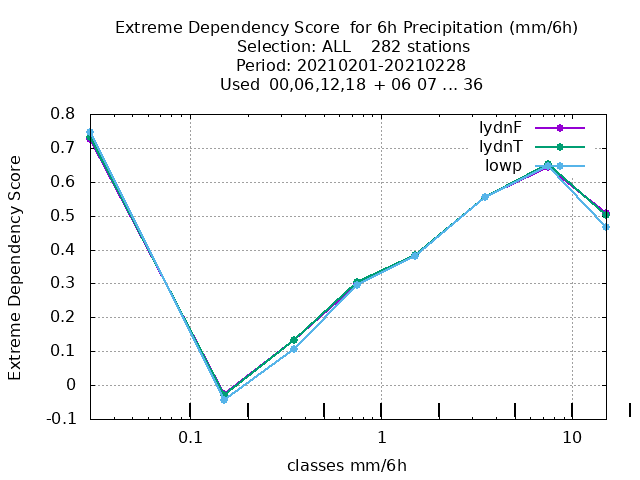 Extreme Dependency Score  for 6h Precipitation (mm/6h)
Selection: ALL    282 stations
Period: 20210201-20210228
Used  00,06,12,18  + 06 07 ... 36
lydnF
lydnT
lowp
0.8
0.7
0.6
0.5
0.4
0.3
0.2
0.1
0
-0.1
Extreme Dependency Score
0.1 1 10
classes mm/6h